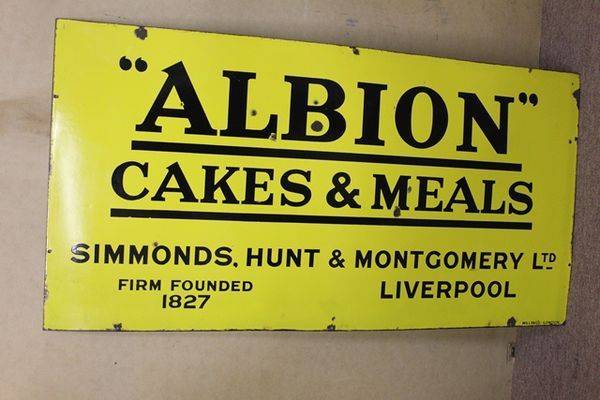 "ALBION"
CAKES & MEALS
SIMMONDS, HUNT & MONTGOMERY LTD
FIRM FOUNDED
1827
LIVERPOOL